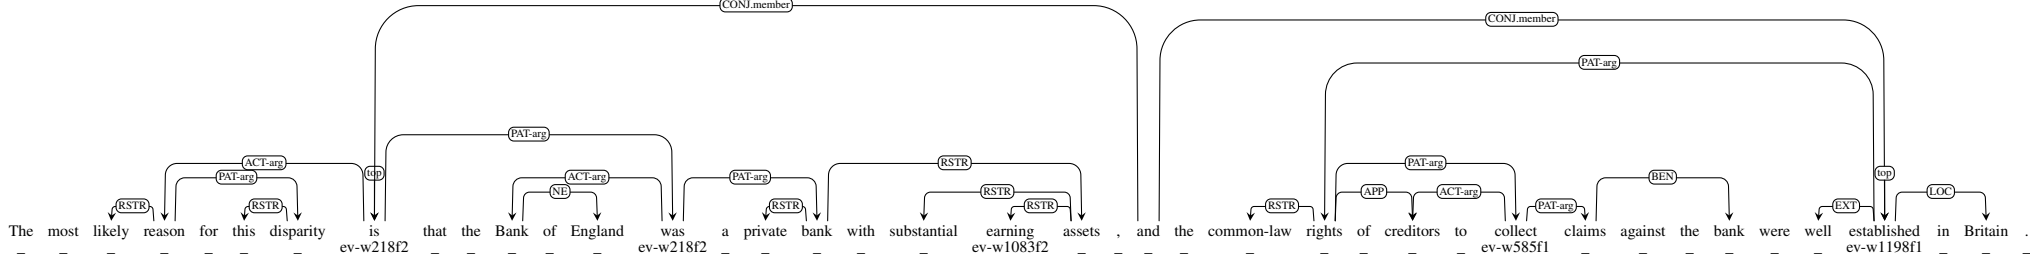 CONJ.member
CONJ.member
PAT-arg
PAT-arg
ACT-arg RSTR PAT-arg
top top
PAT-arg ACT-arg PAT-arg BEN
NE RSTR APP ACT-arg LOC
RSTR RSTR RSTR RSTR RSTR PAT-arg EXT
The most likely reason for this disparity is that the Bank of England was a private bank with substantial earning assets , and the common-law rights of creditors to collect claims against the bank were well established in Britain .
ev-w218f2 ev-w218f2 ev-w1083f2 ev-w585f1 ev-w1198f1
_ _ _ _ _ _ _ _ _ _ _ _ _ _ _ _ _ _ _ _ _ _ _ _ _ _ _ _ _ _ _ _ _ _ _ _ _ _ _ _